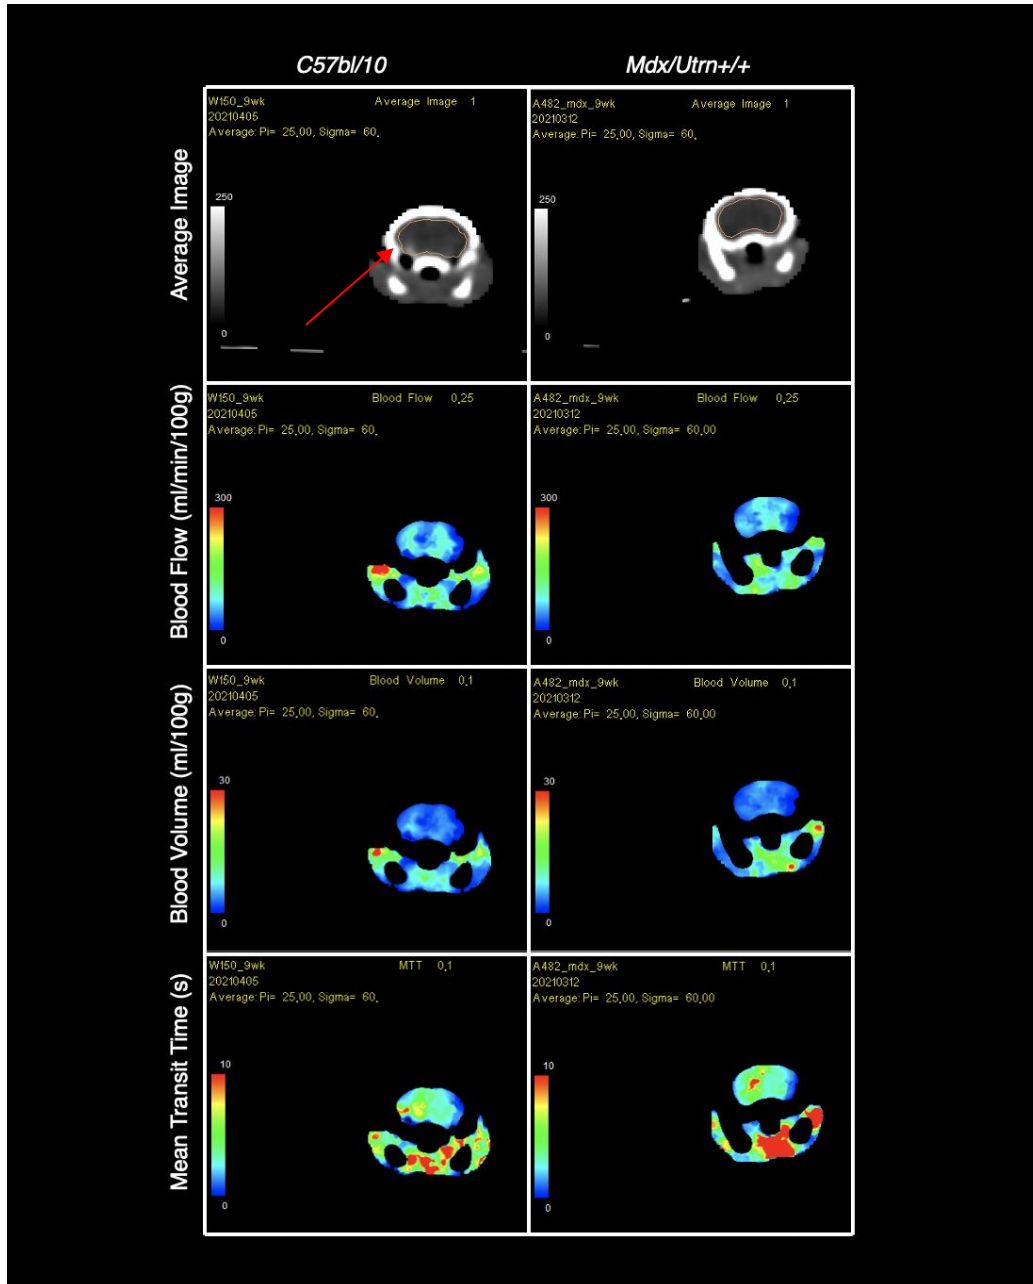 C57bl/10
Mdx/Utrn+/+
Average Image
W150_9wk
Average Image 1
20210405
Average: Pi= 25.00, Sigma= 60.
250
0
A482_mdx_9wk
Average Image 1
20210312
Average: Pi= 25.00, Sigma= 60.
250
0
Blood Flow (ml/min/100g)
W150_9wk
Blood Flow 0.25
20210405
Average: Pi= 25.00, Sigma= 60.
300
0
A482_mdx_9wk
Blood Flow 0.25
20210312
Average: Pi= 25.00, Sigma= 60.00
300
0
Blood Volume (ml/100g)
W150_9wk
Blood Volume 0.1
20210405
Average: Pi= 25.00, Sigma= 60.
30
0
A482_mdx_9wk
Blood Volume 0.1
20210312
Average: Pi= 25.00, Sigma= 60.00
30
0
Mean Transit Time (s)
W150_9wk
MTT 0.1
20210405
Average: Pi= 25.00, Sigma= 60.
10
0
A482_mdx_9wk
MTT 0.1
20210312
Average: Pi= 25.00, Sigma= 60.00
10
0